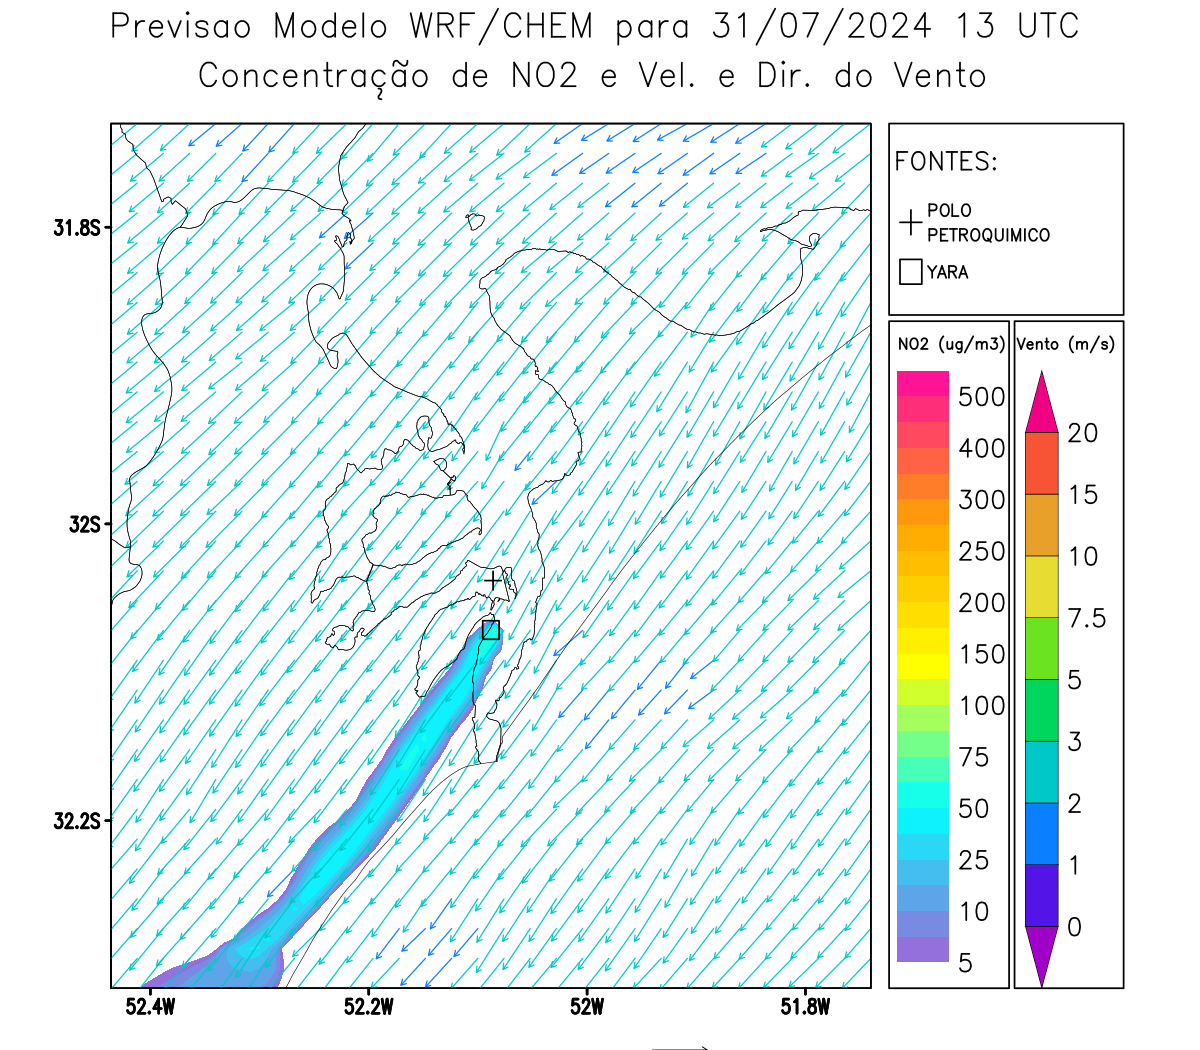 Previsao Modelo WRF/CHEM para 31/07/2024 13 UTC
Concentração de NO2 e Vel. e Dir. do Vento
FONTES:
POLO
PETROQUIMICO
YARA
NO2 (ug/m3)
500
400
300
250
200
150
100
75
50
25
10
5
Vento (m/s)
20
15
10
7.5
5
3
2
1
0
31.8S
32S
32.2S
52.4W 52.2W 52W 51.8W